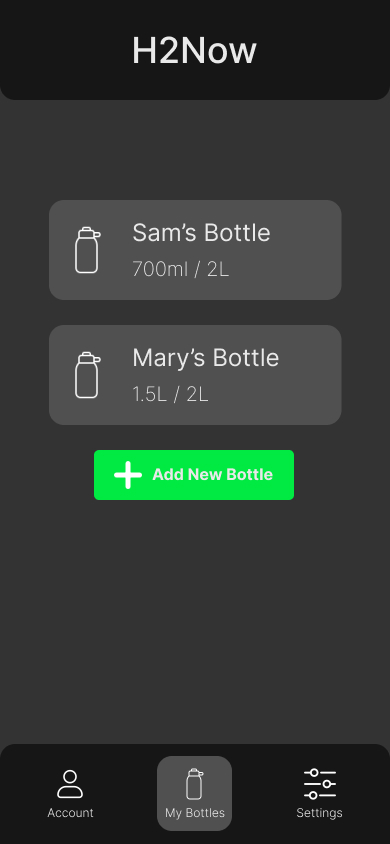 H2Now
Sam’s Bottle
700ml / 2L
Mary’s Bottle
1.5L / 2L
Add New Bottle
Account
My Bottles
Settings